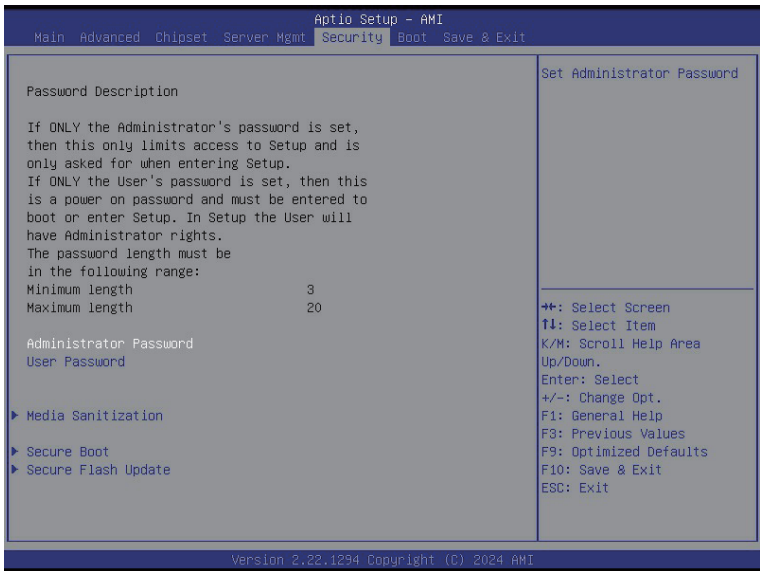 Aptio Setup – AMI
Main Advanced Chipset Server Mgmt Security Boot Save & Exit
Password Description
If ONLY the Administrator's password is set,
then this only limits access to Setup and is
only asked for when entering Setup.
If ONLY the User's password is set, then this
is a power on password and must be entered to
boot or enter Setup. In Setup the User will
have Administrator rights.
The password length must be
in the following range:
Minimum length 3
Maximum length 20
Administrator Password
User Password
Media Sanitization
Secure Boot
Secure Flash Update
Set Administrator Password
→←: Select Screen
↑↓: Select Item
K/M: Scroll Help Area
Up/Down.
Enter: Select
+/-: Change Opt.
F1: General Help
F3: Previous Values
F9: Optimized Defaults
F10: Save & Exit
ESC: Exit
Version 2.22.1294 Copyright (C) 2024 AMI